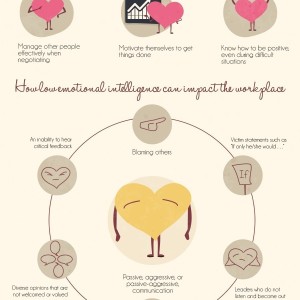 Manage other people
effectively when
negotiating
Motivate themselves to get
things done
Know how to be positive,
even during difficult
situations
How low emotional intelligence can impact the workplace
Blaming others
An inability to hear
critical feedback
Victim statements such as
"If only he/she would . . ."
If
Passive, aggressive, or
passive-aggressive,
communication
Diverse opinions that are
not welcomed or valued
Leaders who do not
listen and become out